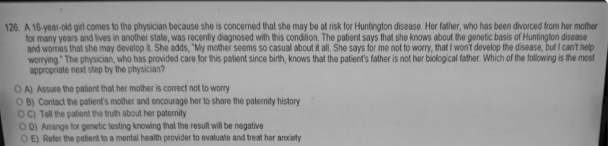 126. A 16-year-old girl comes to the physician because she is concerned that she may be at risk for Huntington disease. Her father, who has been divorced from her mother
for many years and lives in another state, was recently diagnosed with this condition. The patient says that she knows about the genetic basis of Huntington disease
and worries that she may develop it. She adds, "My mother seems so casual about it all. She says for me not to worry, that I won't develop the disease, but I can't help
worrying." The physician, who has provided care for this patient since birth, knows that the patient's father is not her biological father. Which of the following is the most
appropriate next step by the physician?
A) Assure the patient that her mother is correct not to worry
B) Contact the patient's mother and encourage her to share the paternity history
C) Tell the patient the truth about her paternity
D) Arrange for genetic testing knowing that the result will be negative
E) Refer the patient to a mental health provider to evaluate and treat her anxiety